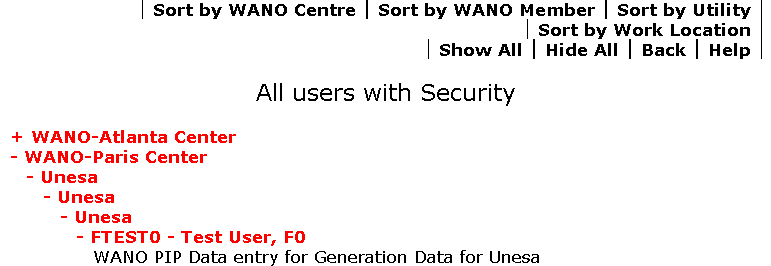 | Sort by WANO Centre | Sort by WANO Member | Sort by Utility |
| Sort by Work Location |
| Show All | Hide All | Back | Help |
All users with Security
+ WANO-Atlanta Center
- WANO-Paris Center
- Unesa
- Unesa
- Unesa
- FTEST0 - Test User, F0
WANO PIP Data entry for Generation Data for Unesa